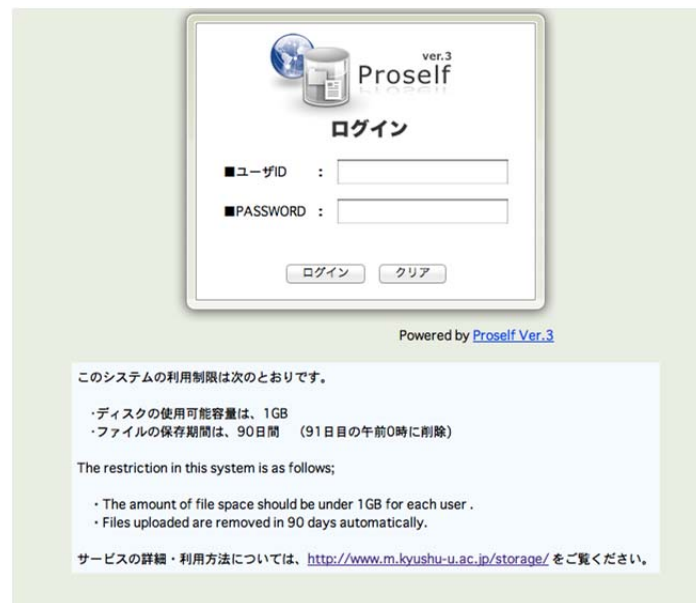 ver.3
Proself
ログイン
■ユーザID :
■PASSWORD :
ログイン クリア
Powered by Proself Ver.3
このシステムの利用制限は次のとおりです。
・ディスクの使用可能容量は、1GB
・ファイルの保存期間は、90日間 （91日目の午前0時に削除)
The restriction in this system is as follows;
・The amount of file space should be under 1GB for each user .
・Files uploaded are removed in 90 days automatically.
サービスの詳細・利用方法については、http://www.m.kyushu-u.ac.jp/storage/ をご覧ください。